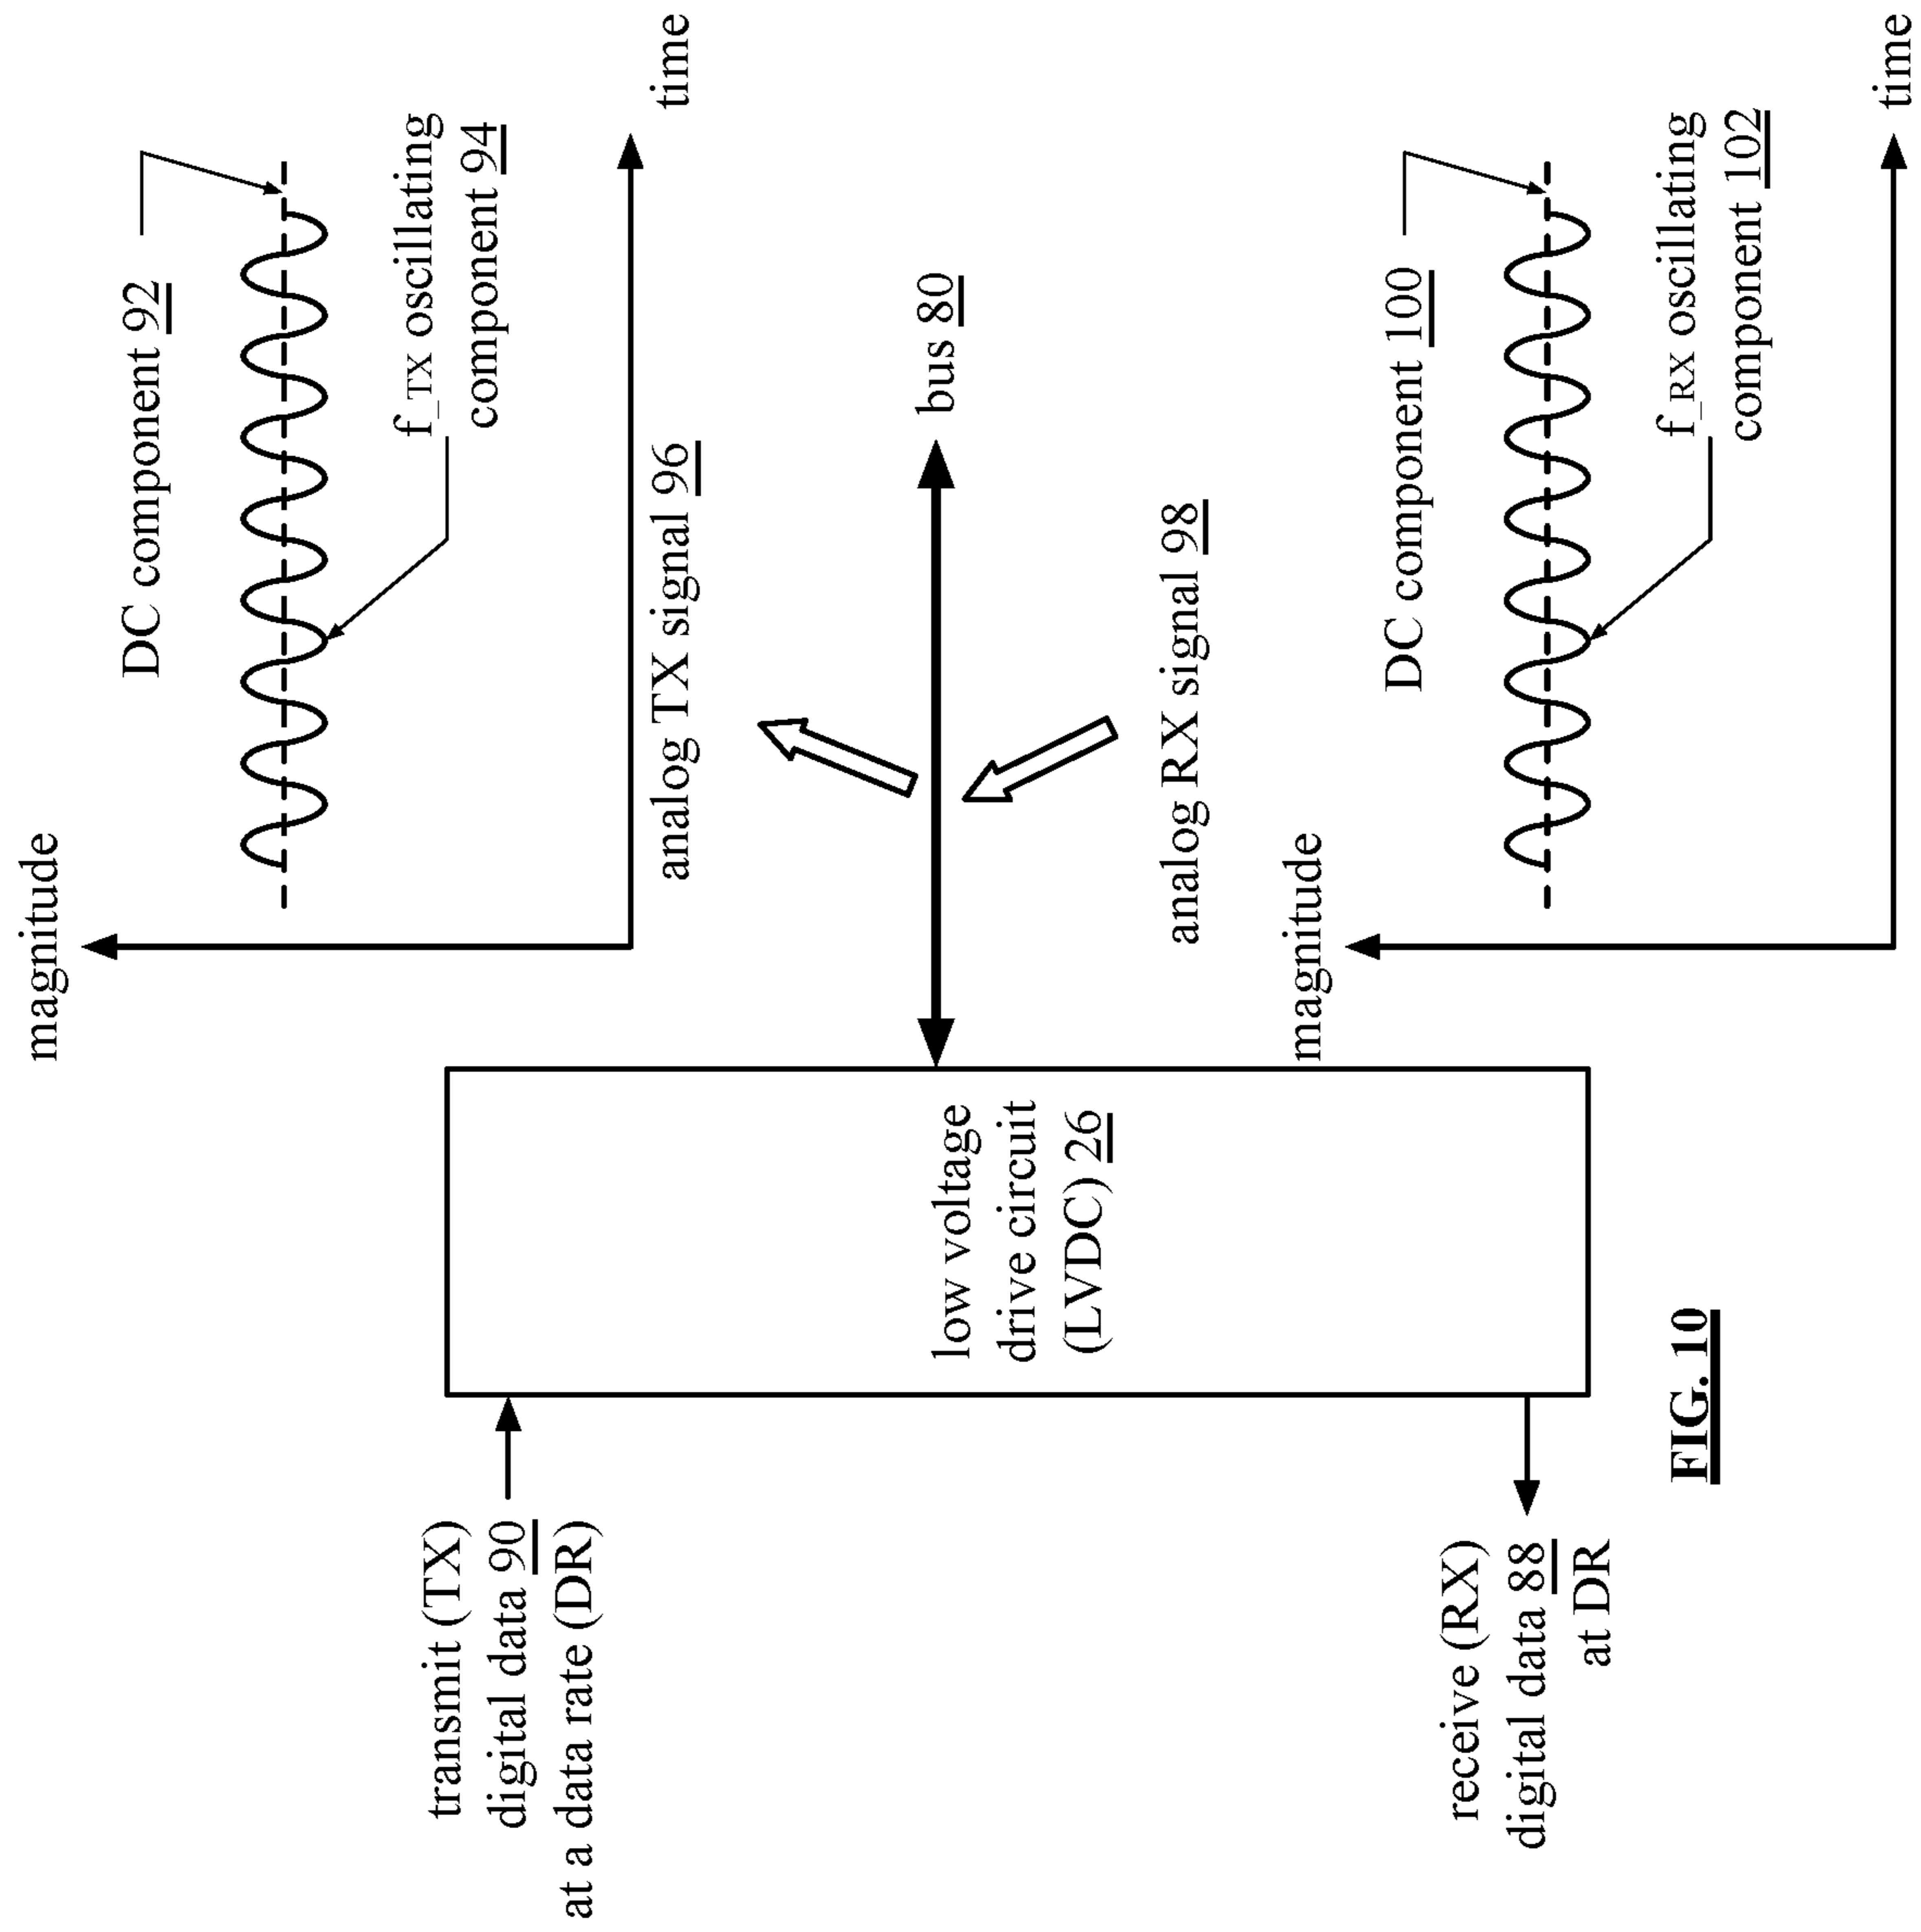 transmit (TX)
digital data 90
at a data rate (DR)
receive (RX)
digital data 88
at DR
low voltage
drive circuit
(LVDC) 26
magnitude
DC component 92
f_TX oscillating
component 94
time
analog TX signal 96
bus 80
analog RX signal 98
magnitude
DC component 100
f_RX oscillating
component 102
time
FIG. 10